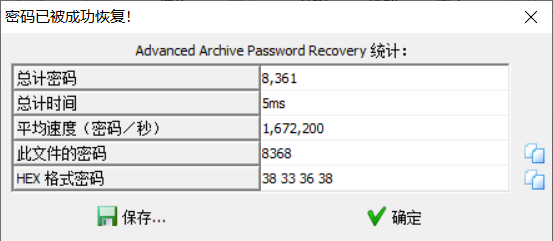 密码已被成功恢复!
Advanced Archive Password Recovery 统计:
总计密码 8,361
总计时间 5ms
平均速度(密码/秒) 1,672,200
此文件的密码 8368
HEX 格式密码 38 33 36 38
保存... 确定